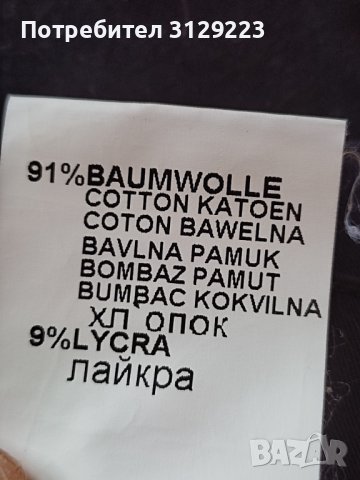 Потребител 3129223
91%BAUMWOLLE
COTTON KATOEN
COTON BAWELNA
BAVLNA PAMUK
BOMBAZ PAMUT
BUMBAC KOKVILNA
ХЛ ОПОК
9%LYCRA
лайкра
BAZAR